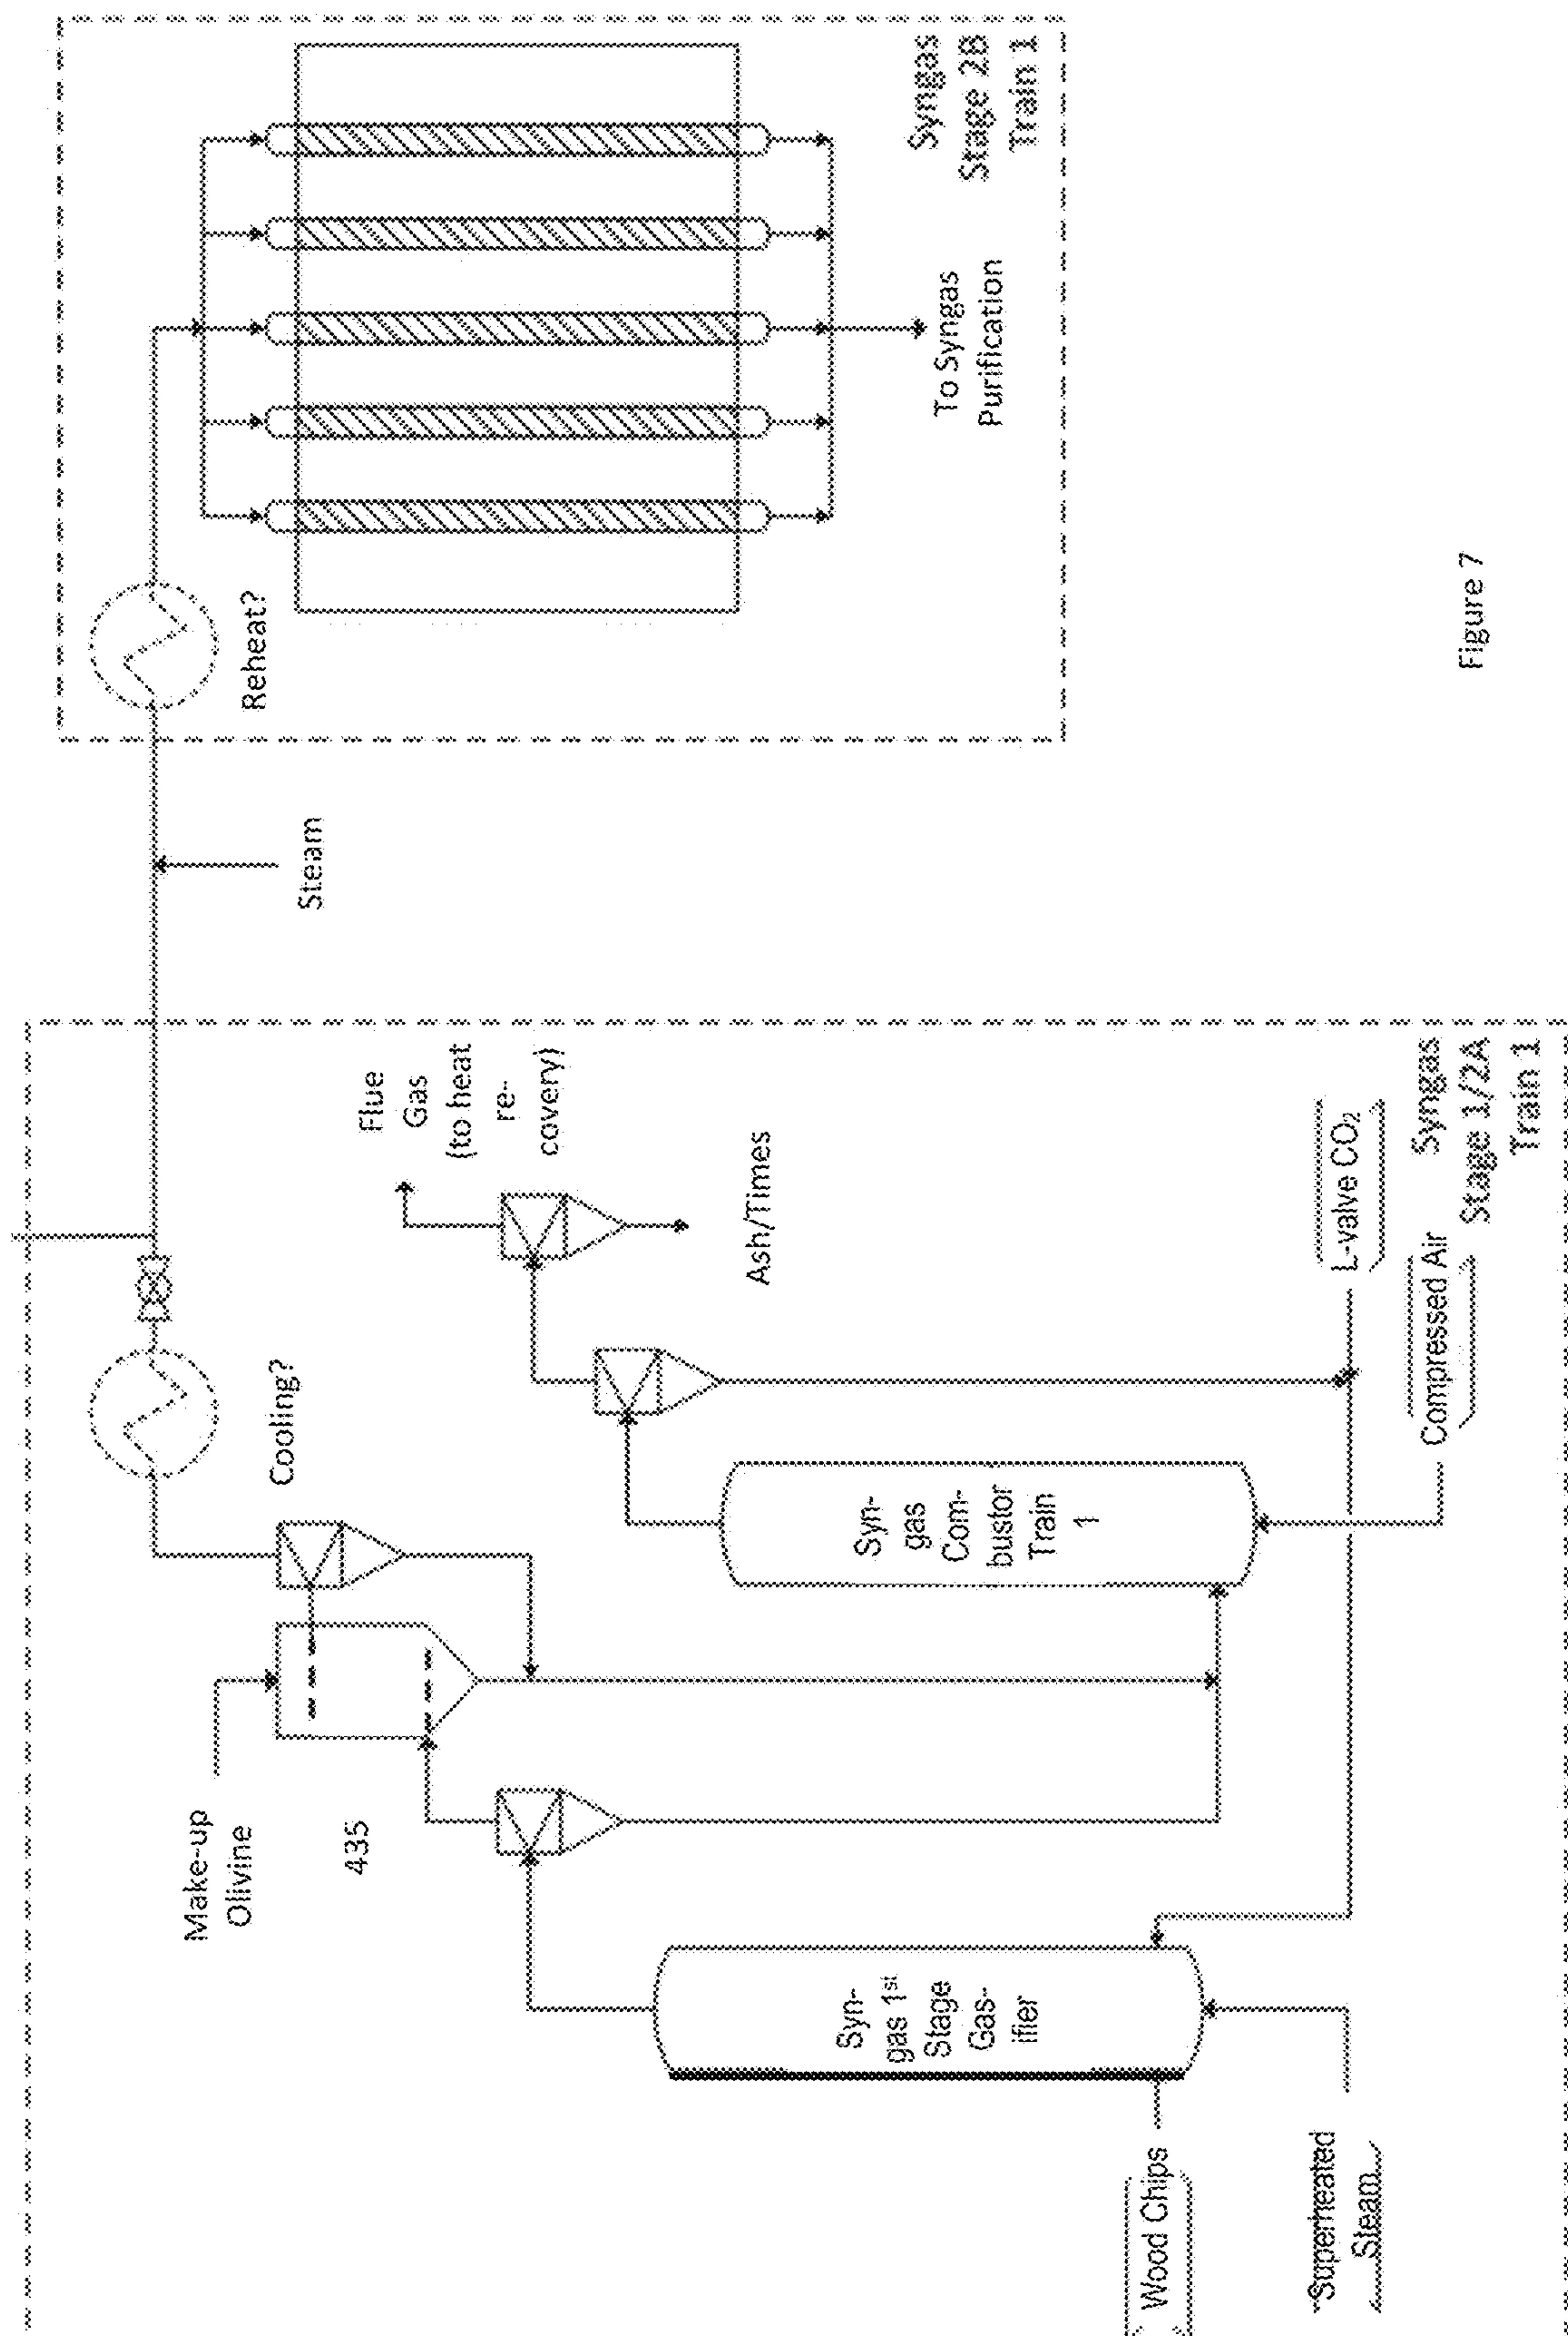 Make-up
Olivine
435
Cooling?
Flue
Gas
(to heat
re-
covery)
Ash/Times
Syn-
gas 1st
Stage
Gas-
ifier
Syn-
gas
Com-
bustor
Train
1
Wood Chips
Superheated
Steam
L-valve CO₂
Compressed Air
Syngas
Stage 1/2A
Train 1
Steam
Reheat?
To Syngas
Purification
Syngas
Stage 2B
Train 1
Figure 7